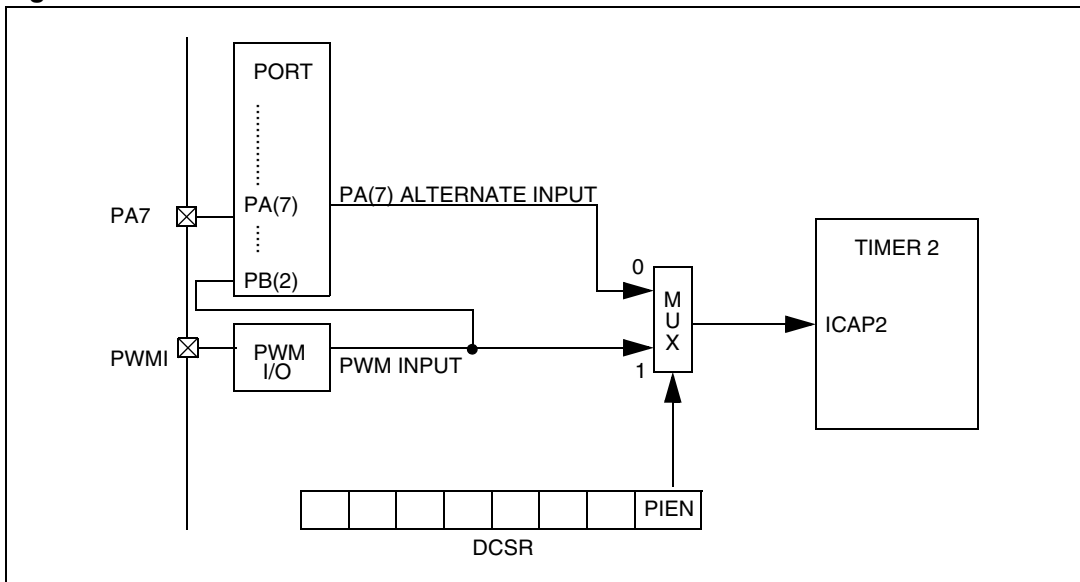 PORT
PA7
PA(7)
PA(7) ALTERNATE INPUT
PB(2)
0
MUX
1
TIMER 2
ICAP2
PWMI
PWM
I/O
PWM INPUT
PIEN
DCSR